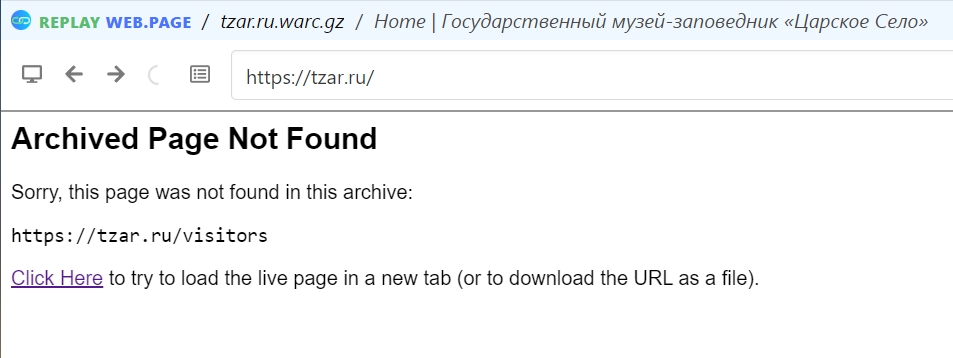 REPLAY WEB.PAGE / tzar.ru.warc.gz / Home | Государственный музей-заповедник «Царское Село»
https://tzar.ru/
Archived Page Not Found
Sorry, this page was not found in this archive:
https://tzar.ru/visitors
Click Here to try to load the live page in a new tab (or to download the URL as a file).